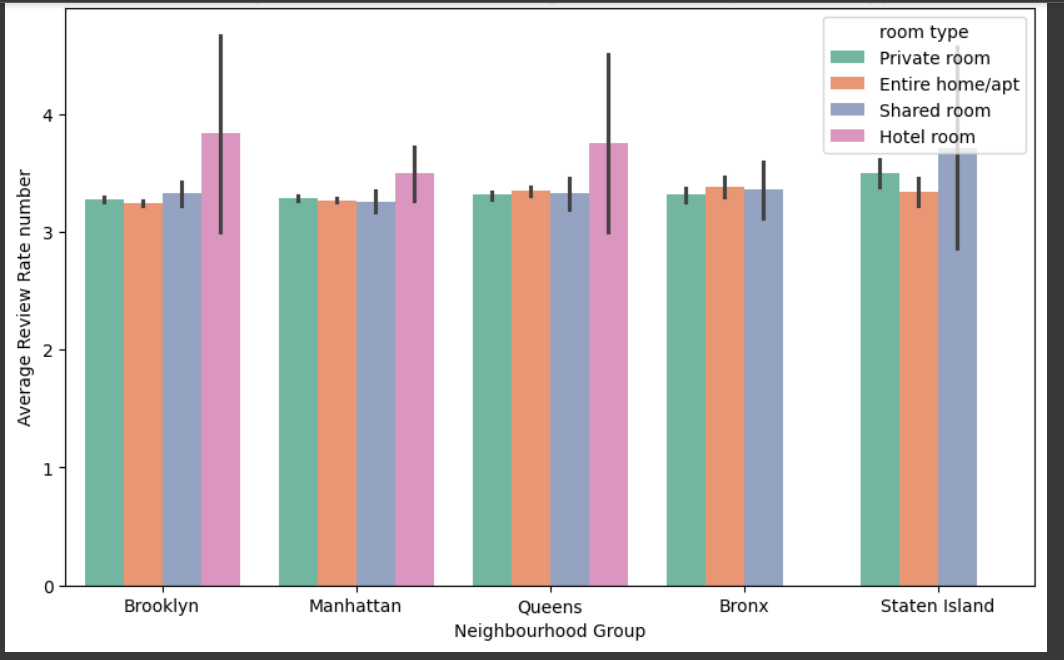 room type
Private room
Entire home/apt
Shared room
Hotel room
Average Review Rate number
4
3
2
1
0
Brooklyn
Manhattan
Queens
Bronx
Staten Island
Neighbourhood Group